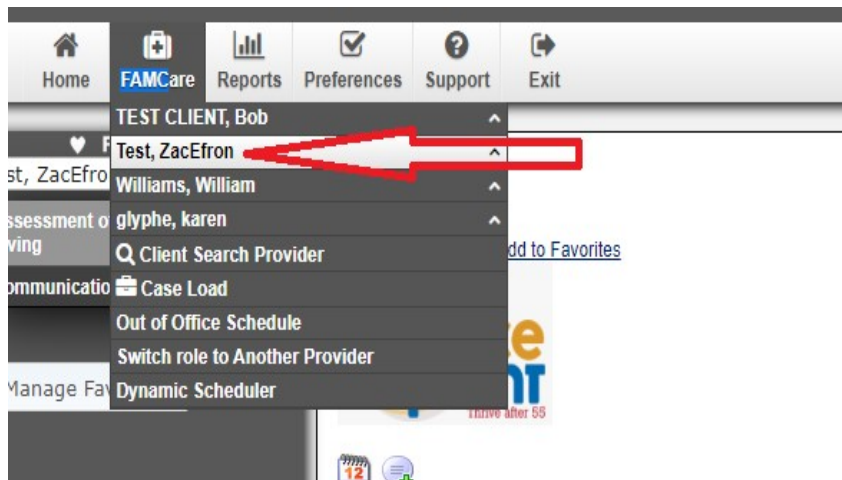 Home FAMCare Reports Preferences Support Exit
TEST CLIENT, Bob
F
Test, ZacEfron
st, ZacEfro
Williams, William
ssessment o
ving
glyphe, karen
Client Search Provider
dd to Favorites
ommunicatio
Case Load
Out of Office Schedule
Switch role to Another Provider
Manage Fav
Dynamic Scheduler
e
NT
Thrive after 55
12